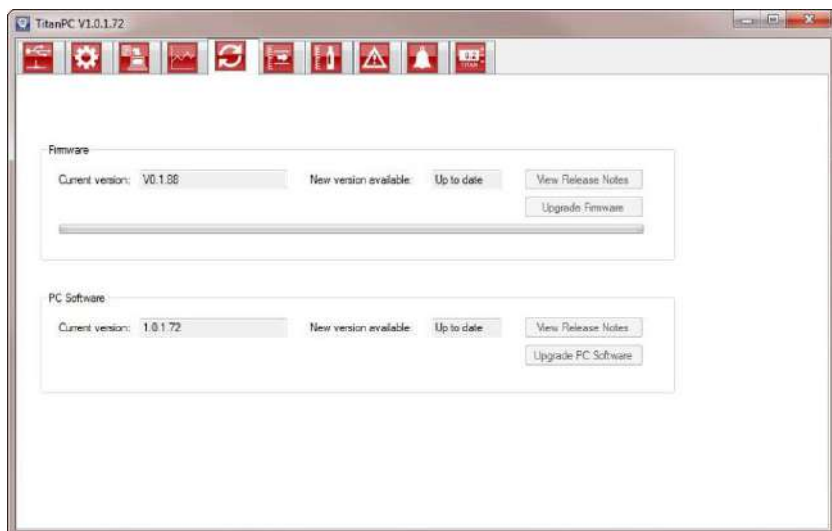 TitanPC V1.0.1.72
TITAN
Firmware
Current version: V0.1.88 New version available: Up to date View Release Notes
Upgrade Firmware
PC Software
Current version: 1.0.1.72 New version available: Up to date View Release Notes
Upgrade PC Software